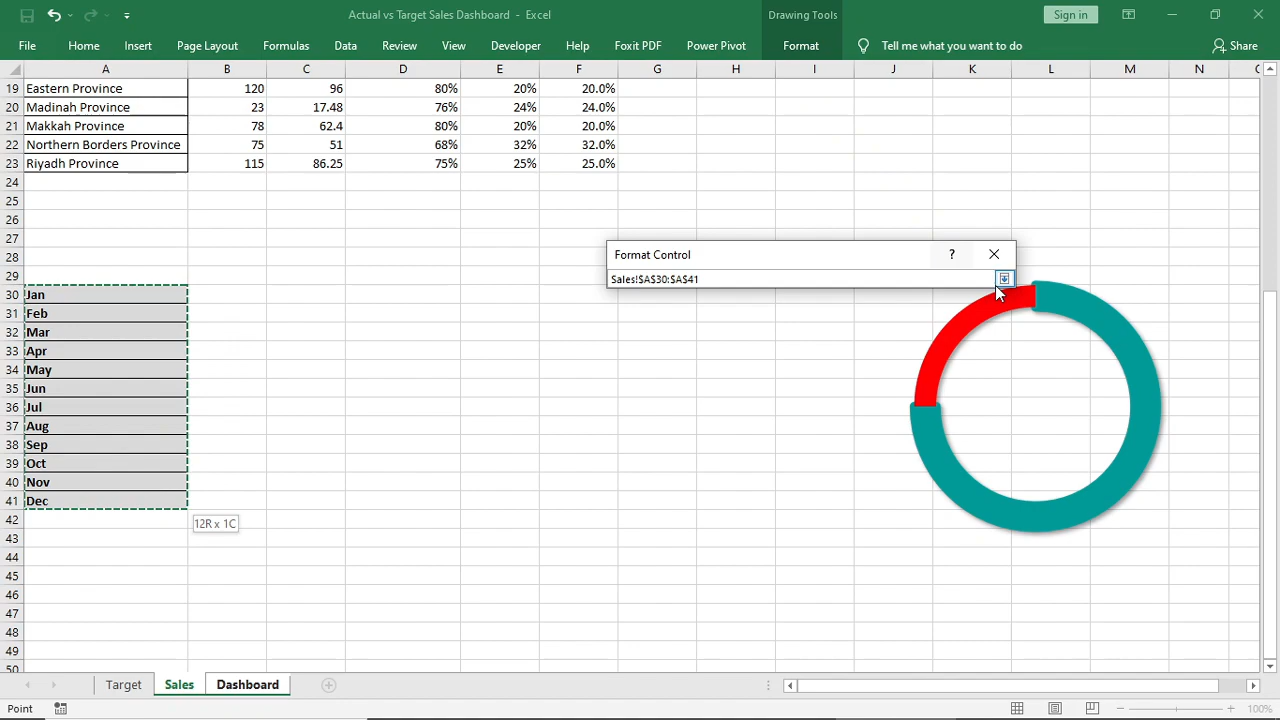 Actual vs Target Sales Dashboard - Excel
Drawing Tools
Sign in
File Home Insert Page Layout Formulas Data Review View Developer Help Foxit PDF Power Pivot Format Tell me what you want to do Share
A B C D E F G H I J K L M N
19 Eastern Province 120 96 80% 20% 20.0%
20 Madinah Province 23 17.48 76% 24% 24.0%
21 Makkah Province 78 62.4 80% 20% 20.0%
22 Northern Borders Province 75 51 68% 32% 32.0%
23 Riyadh Province 115 86.25 75% 25% 25.0%
24
25
26
27
28
29
Format Control ?
Sales!$A$30:$A$41
30 Jan
31 Feb
32 Mar
33 Apr
34 May
35 Jun
36 Jul
37 Aug
38 Sep
39 Oct
40 Nov
41 Dec
42
12R x 1C
43
44
45
46
47
48
49
50
Target Sales Dashboard
Point
100%